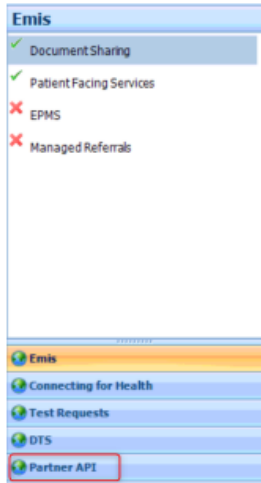 Emis
Document Sharing
Patient Facing Services
EPMS
Managed Referrals
Emis
Connecting for Health
Test Requests
DTS
Partner API